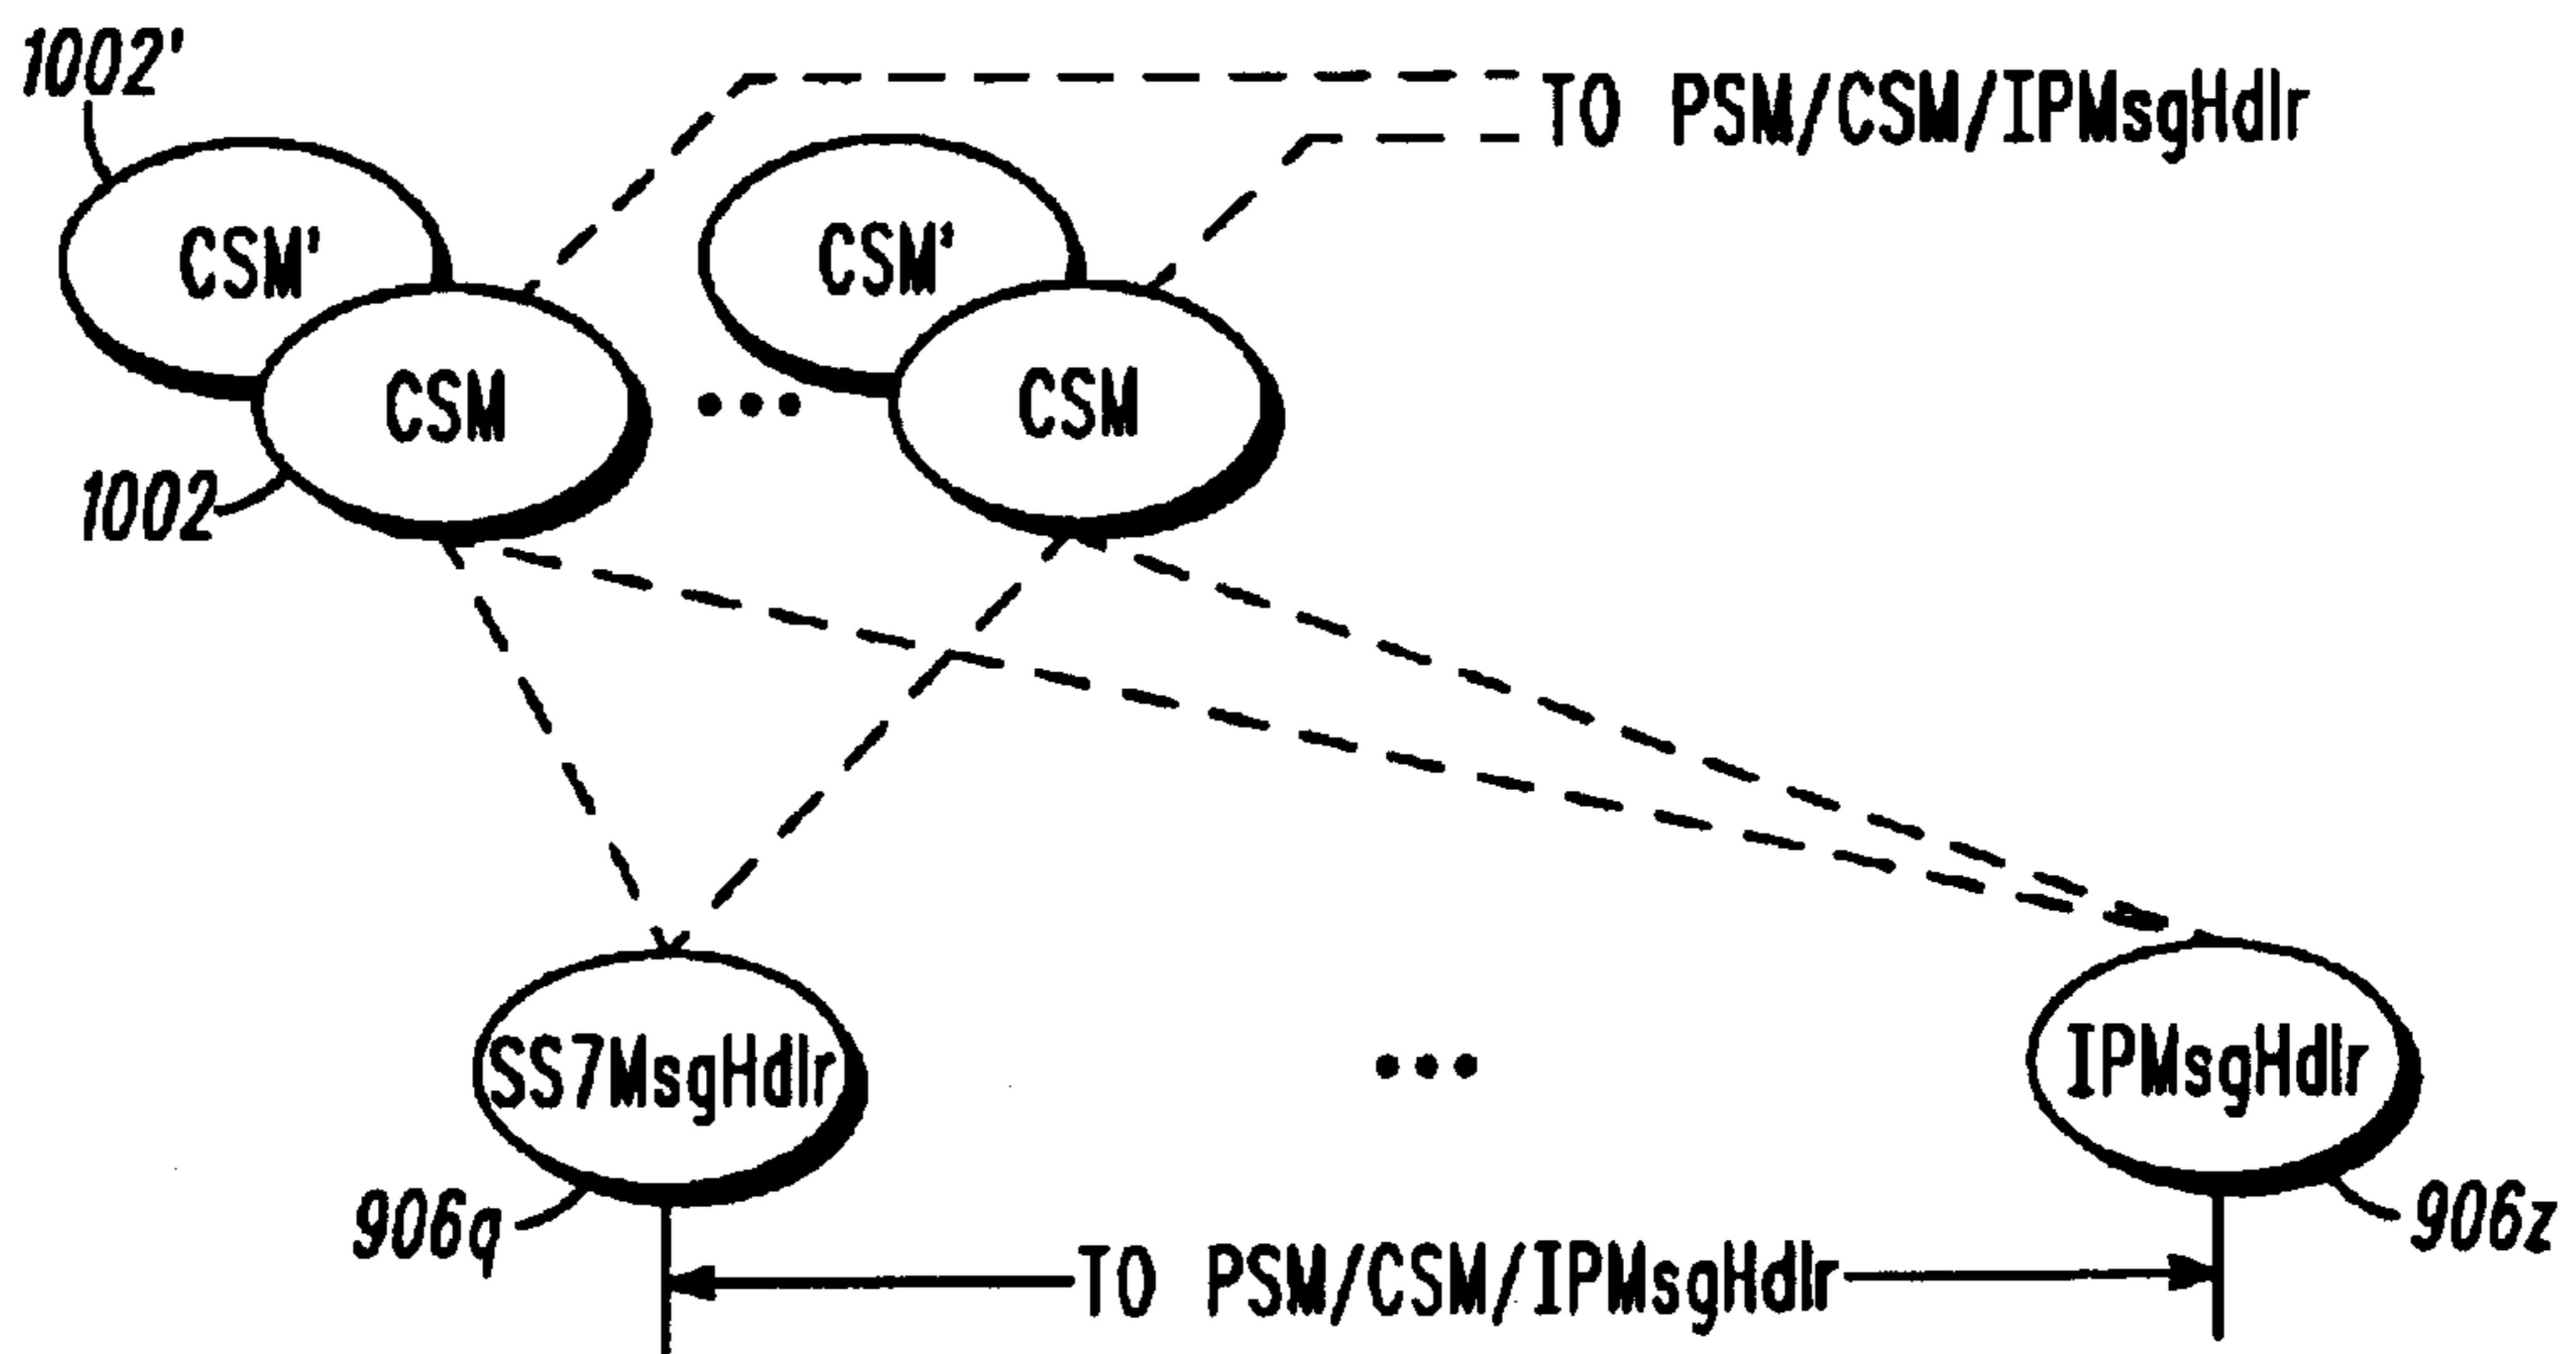 1002'
TO PSM/CSM/IPMsgHdlr
CSM'
CSM'
CSM
CSM
1002
SS7MsgHdlr
IPMsgHdlr
906q
906z
TO PSM/CSM/IPMsgHdlr